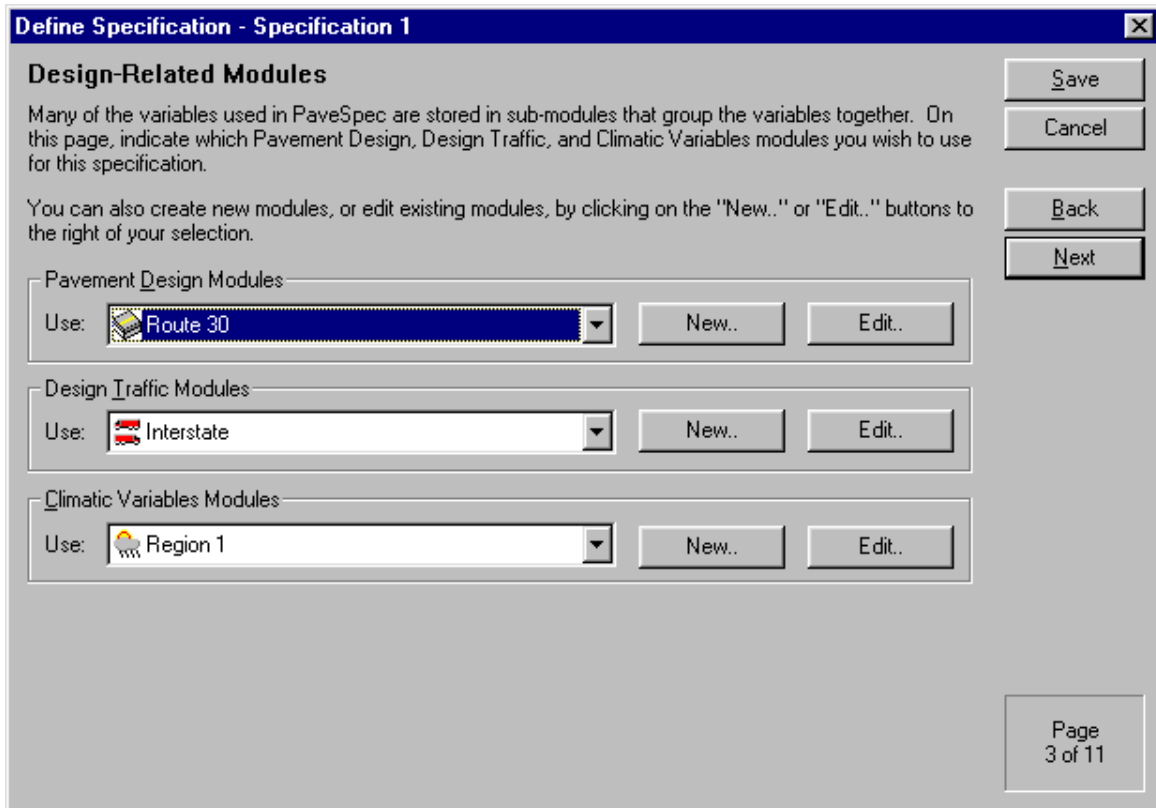 Define Specification - Specification 1
Design-Related Modules
Many of the variables used in PaveSpec are stored in sub-modules that group the variables together. On
this page, indicate which Pavement Design, Design Traffic, and Climatic Variables modules you wish to use
for this specification.
You can also create new modules, or edit existing modules, by clicking on the "New.." or "Edit.." buttons to
the right of your selection.
Save
Cancel
Back
Next
Pavement Design Modules
Use: Route 30 New.. Edit..
Design Traffic Modules
Use: Interstate New.. Edit..
Climatic Variables Modules
Use: Region 1 New.. Edit..
Page
3 of 11